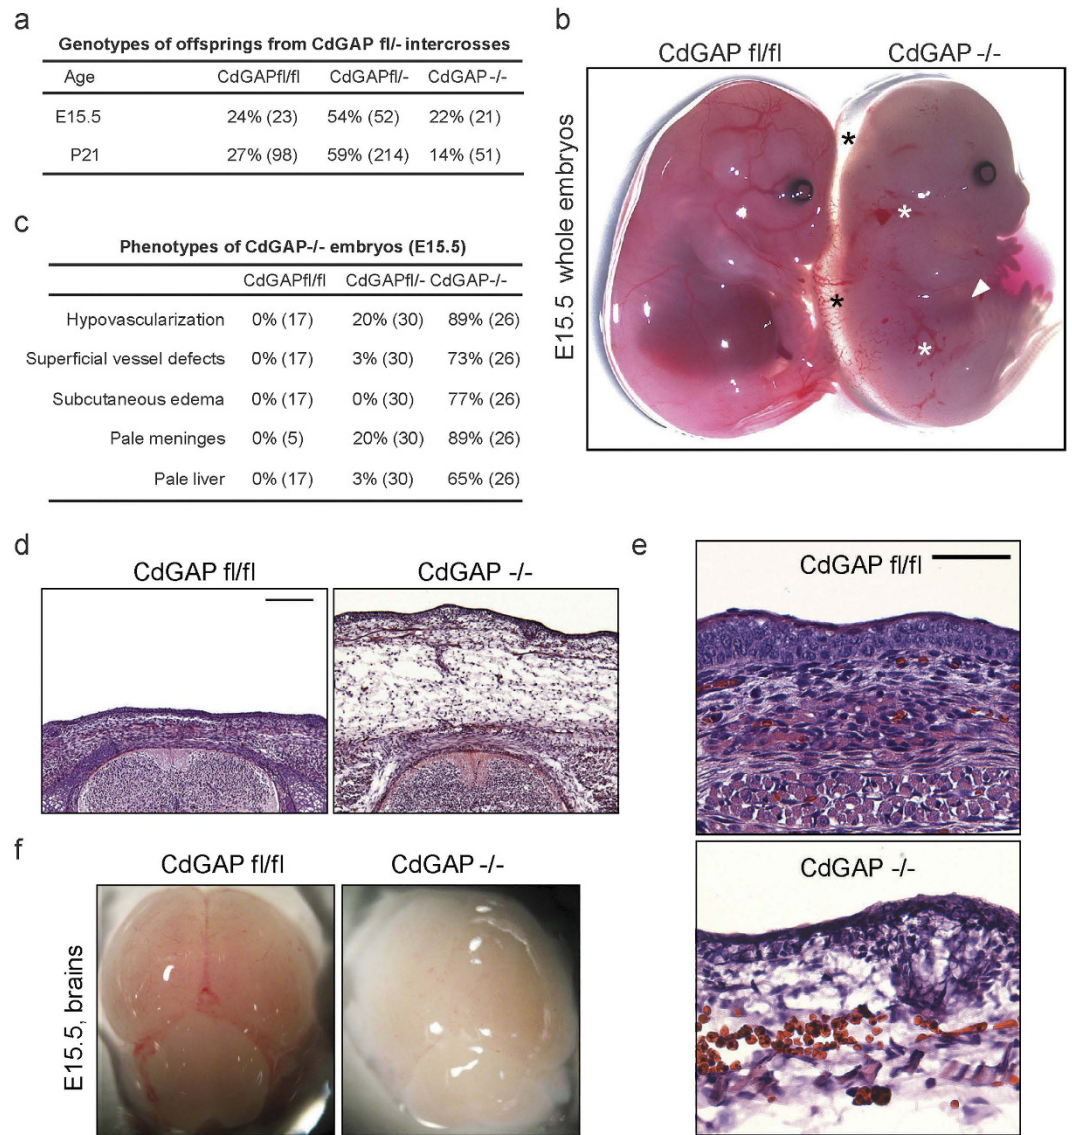 a
Genotypes of offsprings from CdGAP fl/- intercrosses
Age CdGAPfl/fl CdGAPfl/- CdGAP -/-
E15.5 24% (23) 54% (52) 22% (21)
P21 27% (98) 59% (214) 14% (51)
b
CdGAP fl/fl CdGAP -/-
E15.5 whole embryos
* * * *
c
Phenotypes of CdGAP-/- embryos (E15.5)
CdGAPfl/fl CdGAPfl/- CdGAP-/-
Hypovascularization 0% (17) 20% (30) 89% (26)
Superficial vessel defects 0% (17) 3% (30) 73% (26)
Subcutaneous edema 0% (17) 0% (30) 77% (26)
Pale meninges 0% (5) 20% (30) 89% (26)
Pale liver 0% (17) 3% (30) 65% (26)
d
CdGAP fl/fl CdGAP -/-
e
CdGAP fl/fl
CdGAP -/-
f
CdGAP fl/fl CdGAP -/-
E15.5, brains